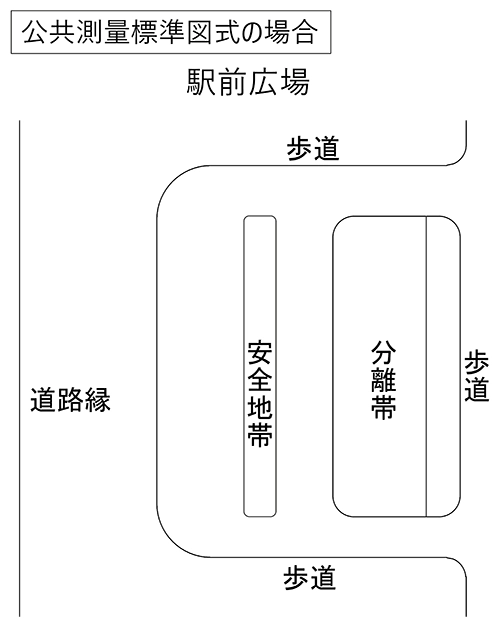 公共測量標準図式の場合
駅前広場
歩道
安全地帯
分離帯
歩道
道路縁
歩道